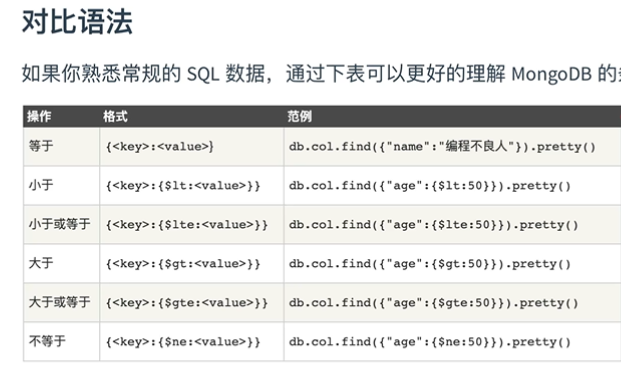 对比语法
如果你熟悉常规的 SQL 数据，通过下表可以更好的理解 MongoDB 的
操作 格式 范例
等于 {<key>:<value>} db.col.find({"name":"编程不良人"}).pretty()
小于 {<key>:{$lt:<value>}} db.col.find({"age":{$lt:50}}).pretty()
小于或等于 {<key>:{$lte:<value>}} db.col.find({"age":{$lte:50}}).pretty()
大于 {<key>:{$gt:<value>}} db.col.find({"age":{$gt:50}}).pretty()
大于或等于 {<key>:{$gte:<value>}} db.col.find({"age":{$gte:50}}).pretty()
不等于 {<key>:{$ne:<value>}} db.col.find({"age":{$ne:50}}).pretty()